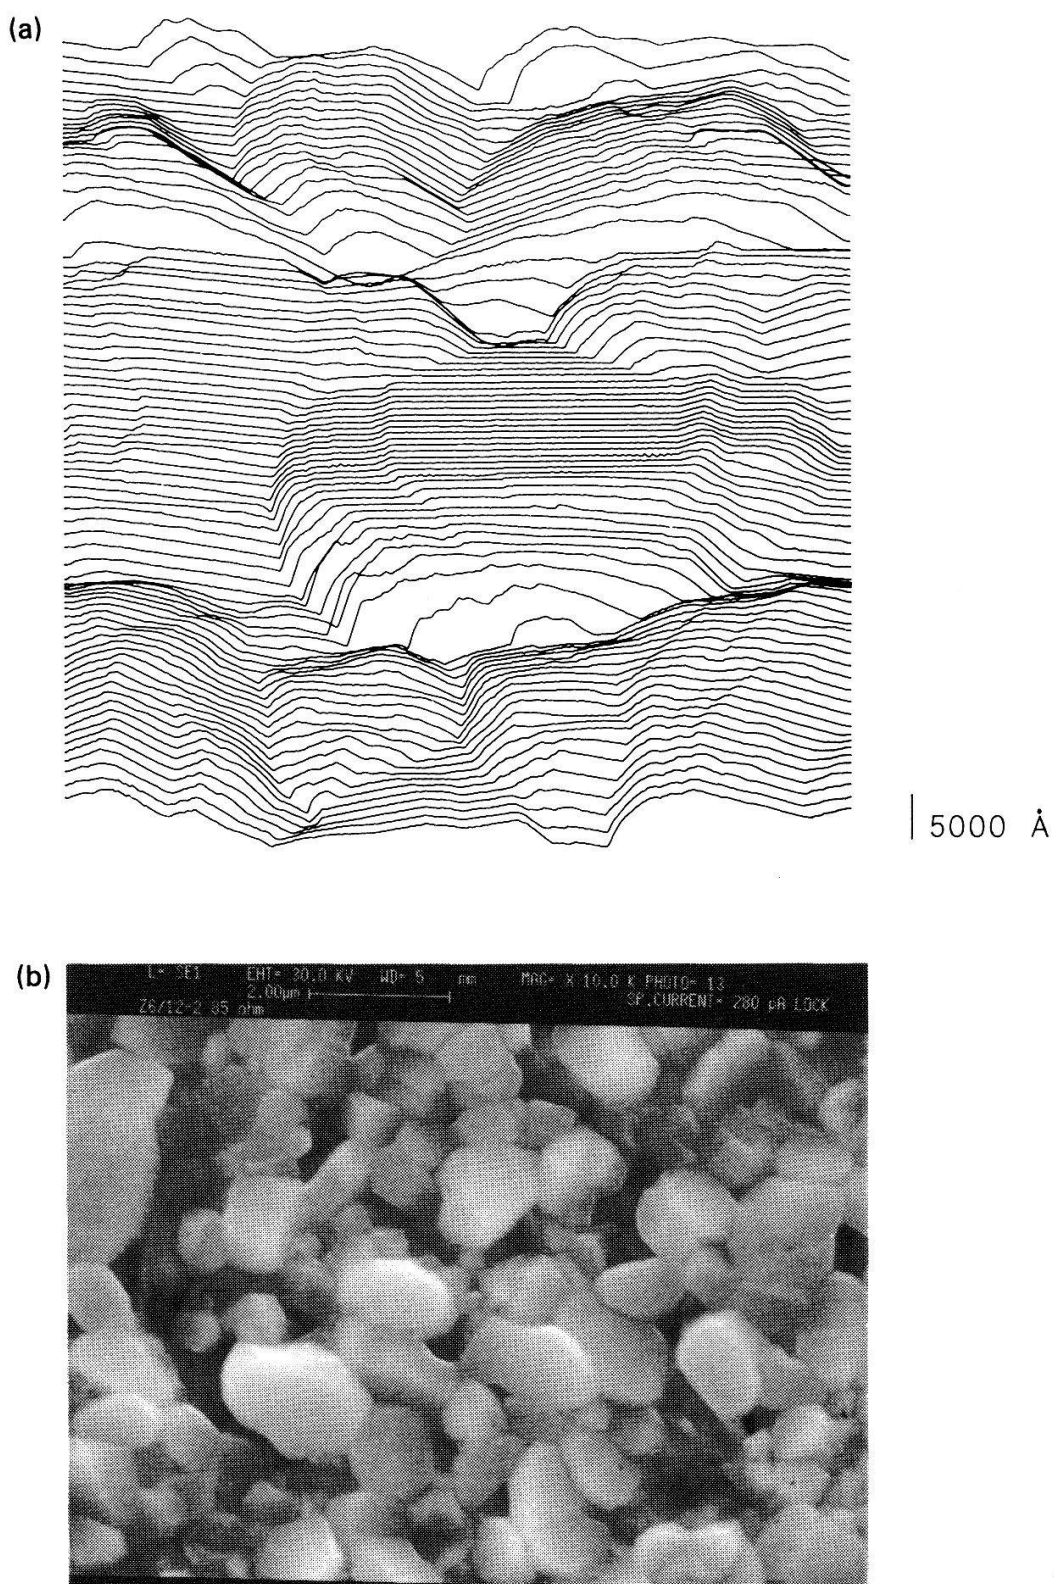 (a)
5000 Å
(b)
L= SE1 EHT= 30.0 KV WD= 5 mm MAG= X 10.0 K PHOTO= 13
2.00µm SP.CURRENT= 280 pA LOCK
Z6/12-2 85 ohm